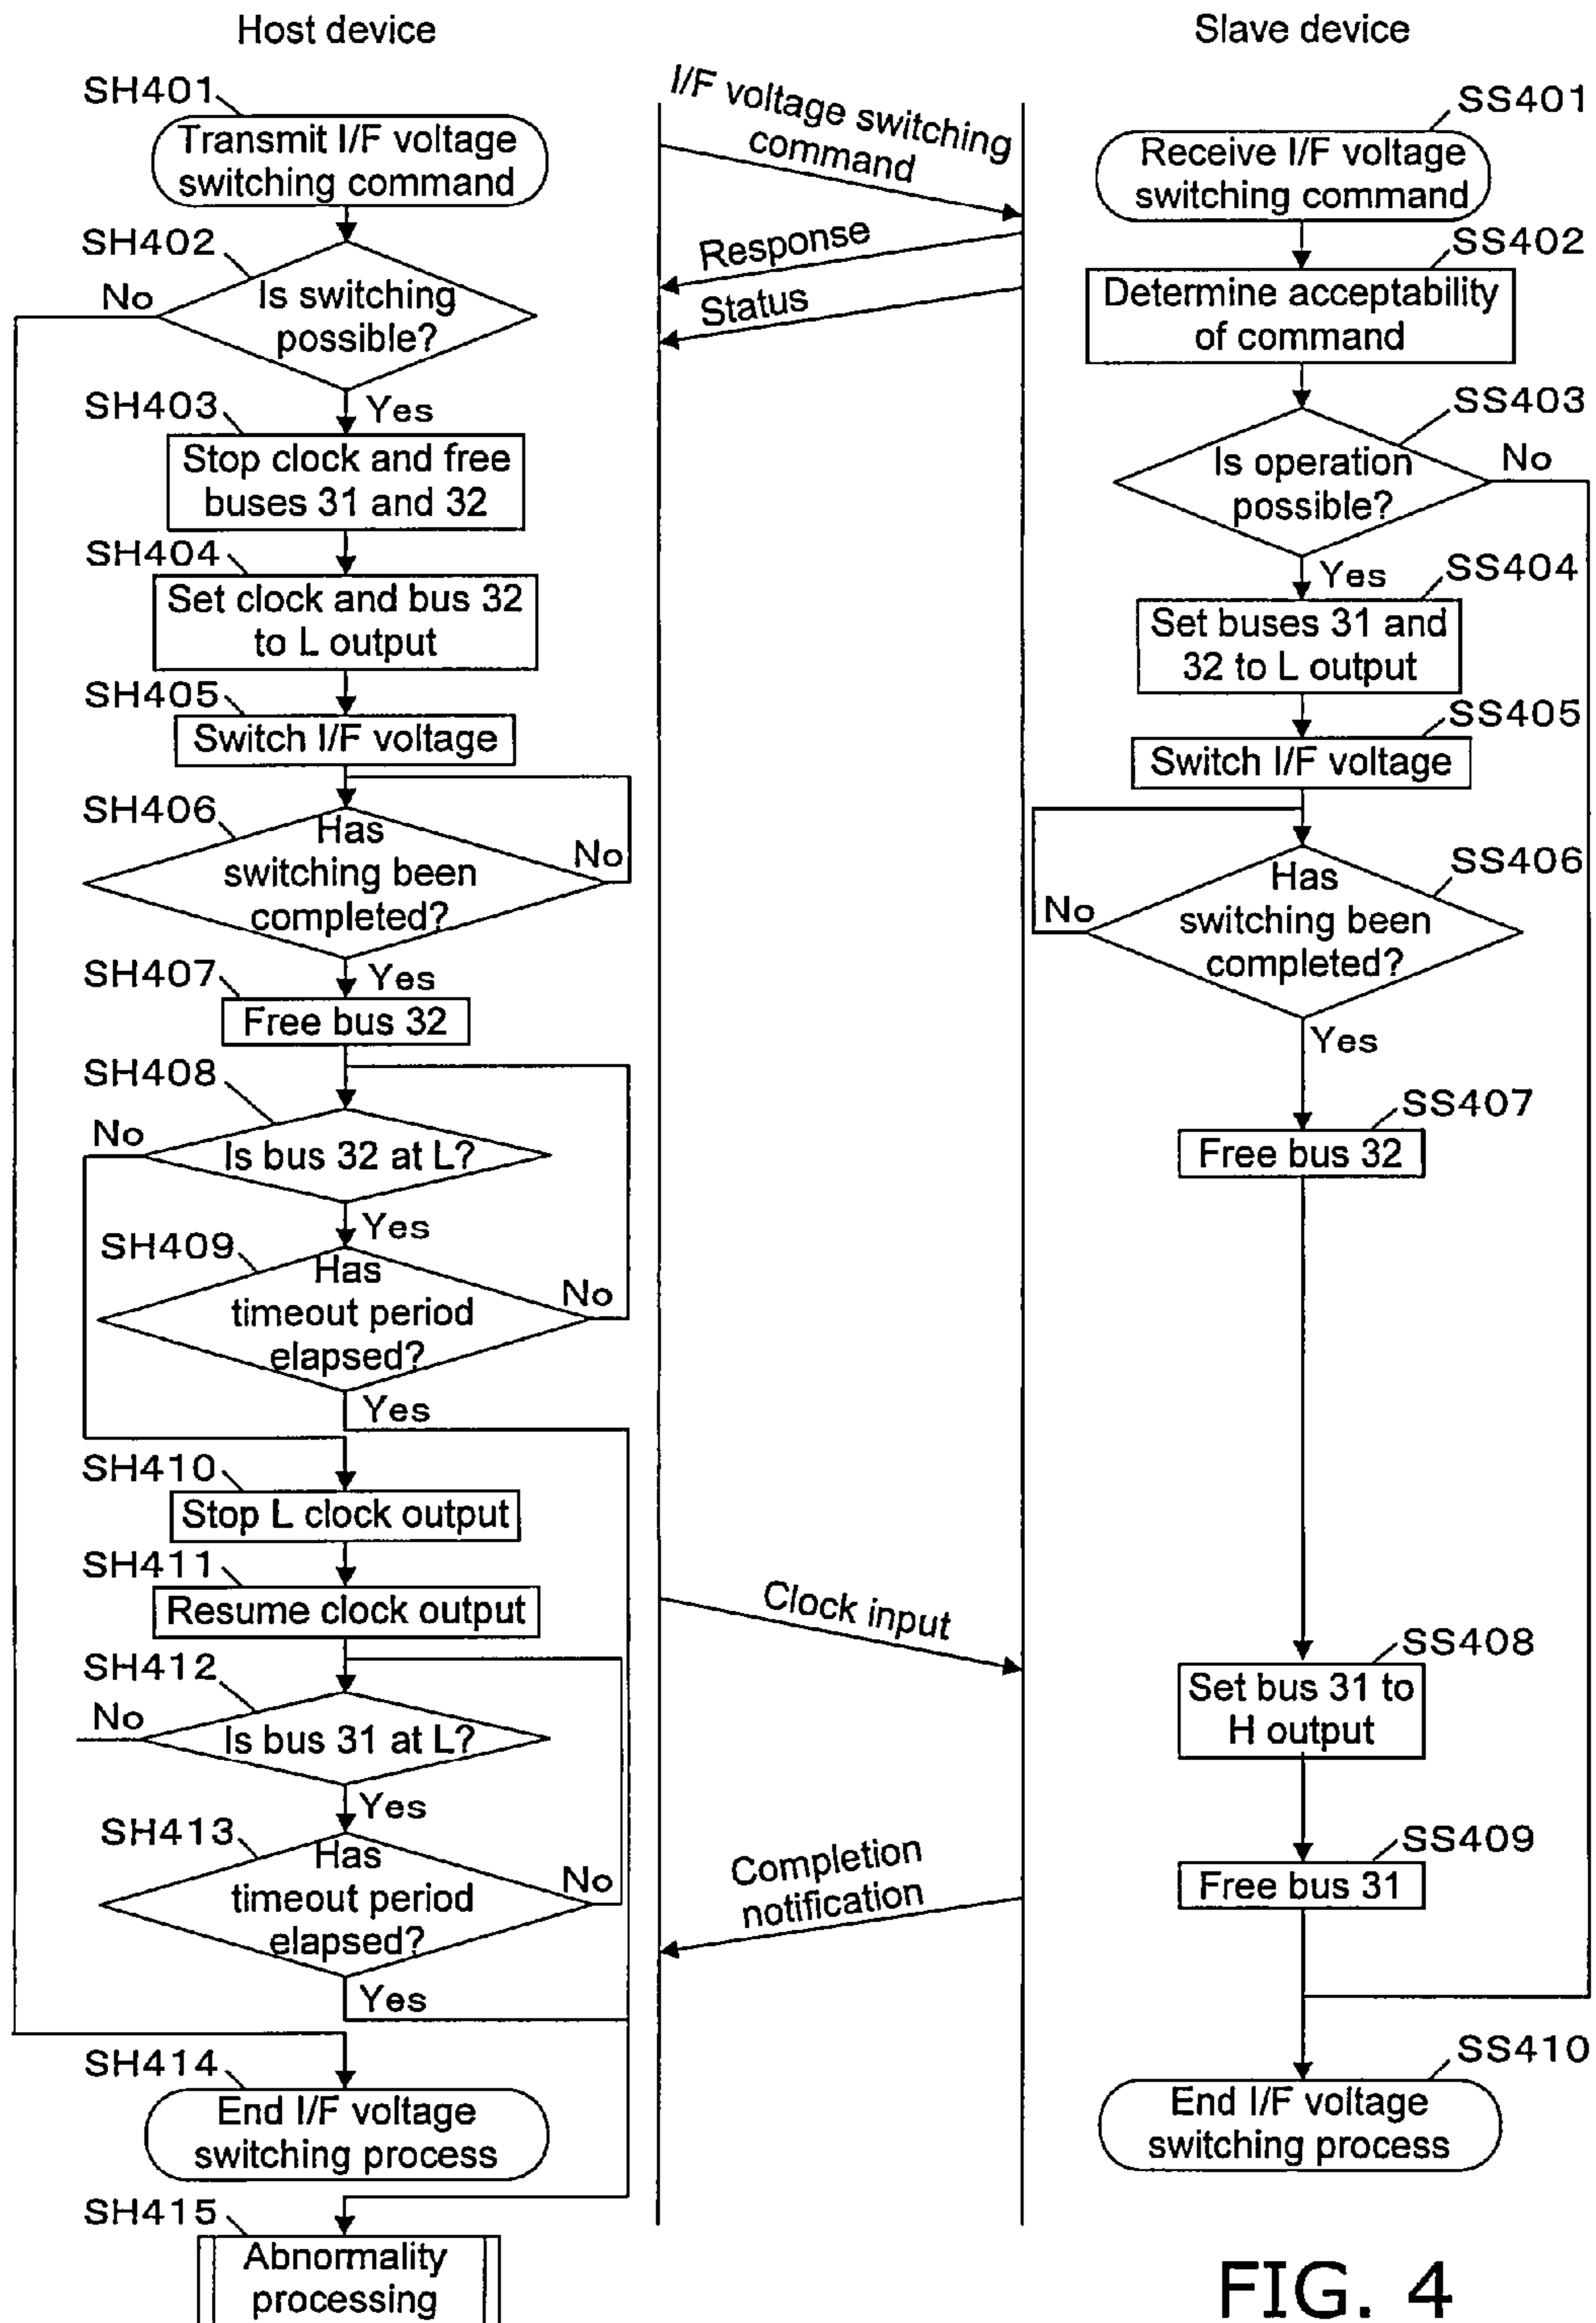 Host device
SH401
Transmit I/F voltage
switching command
SH402
No
Is switching
possible?
Yes
SH403
Stop clock and free
buses 31 and 32
SH404
Set clock and bus 32
to L output
SH405
Switch I/F voltage
SH406
Has
switching been
completed?
No
Yes
SH407
Free bus 32
SH408
No
Is bus 32 at L?
Yes
SH409
Has
timeout period
elapsed?
No
Yes
SH410
Stop L clock output
SH411
Resume clock output
SH412
No
Is bus 31 at L?
Yes
SH413
Has
timeout period
elapsed?
No
Yes
SH414
End I/F voltage
switching process
SH415
Abnormality
processing
I/F voltage switching
command
Response
Status
Clock input
Completion
notification
Slave device
SS401
Receive I/F voltage
switching command
SS402
Determine acceptability
of command
SS403
Is operation
possible?
No
Yes
SS404
Set buses 31 and
32 to L output
SS405
Switch I/F voltage
SS406
Has
switching been
completed?
No
Yes
SS407
Free bus 32
SS408
Set bus 31 to
H output
SS409
Free bus 31
SS410
End I/F voltage
switching process
FIG. 4